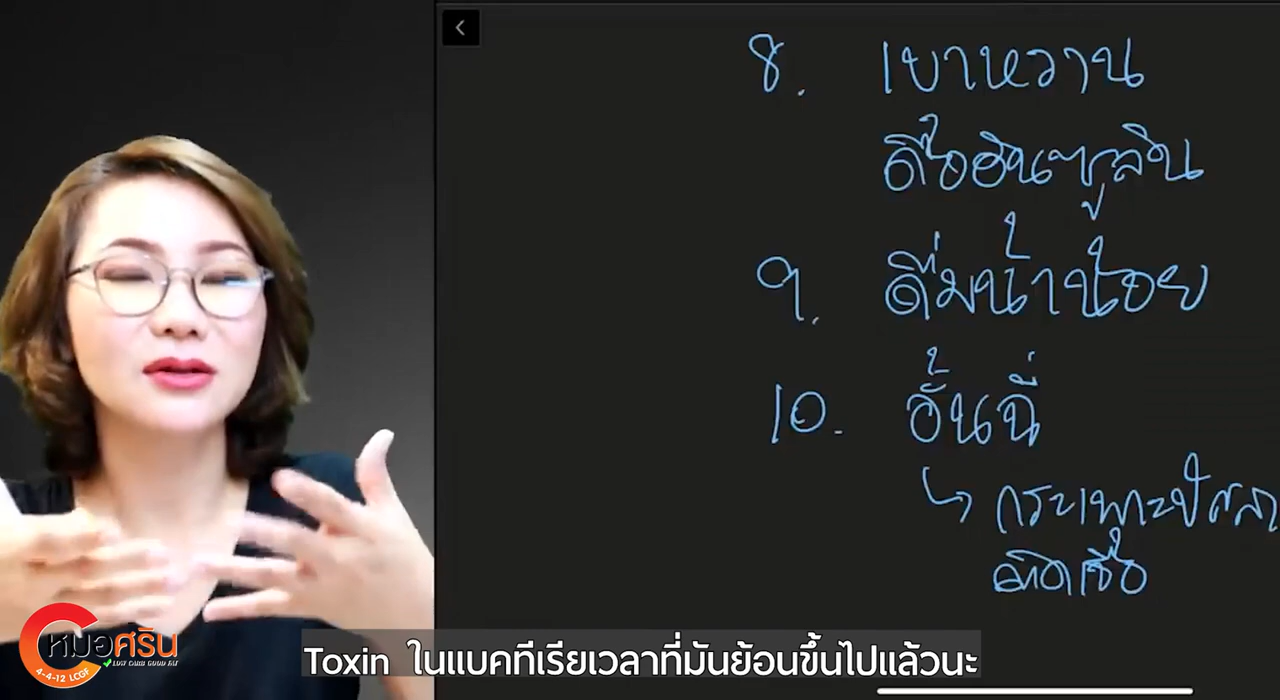 8. เบาหวาน
ดื้ออินซูลิน
9. ดื่มน้ำน้อย
10. อั้นฉี่
↳ กระเพาะปัสสา
ติดเชื้อ
หมอศริน
LOW CARB GOOD FAT
4-4-12 LCGF
Toxin ในแบคทีเรียเวลาที่มันย้อนขึ้นไปแล้วนะ